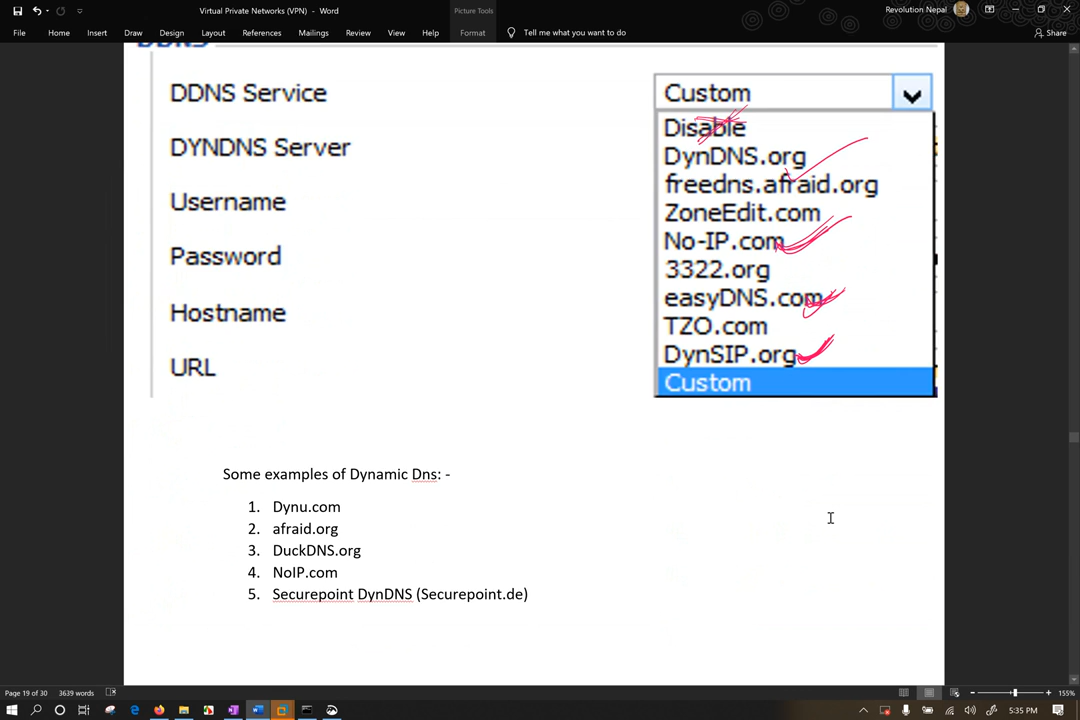 Virtual Private Networks (VPN) - Word
Picture Tools
Revolution Nepal
File Home Insert Draw Design Layout References Mailings Review View Help Format Tell me what you want to do Share
DDNS
DDNS Service
Custom
Disable
DYNDNS Server
DynDNS.org
freedns.afraid.org
Username
ZoneEdit.com
No-IP.com
Password
3322.org
easyDNS.com
Hostname
TZO.com
DynSIP.org
URL
Custom
Some examples of Dynamic Dns: -
1. Dynu.com
2. afraid.org
3. DuckDNS.org
4. NoIP.com
5. Securepoint DynDNS (Securepoint.de)
Page 19 of 30 3639 words 155%
5:35 PM